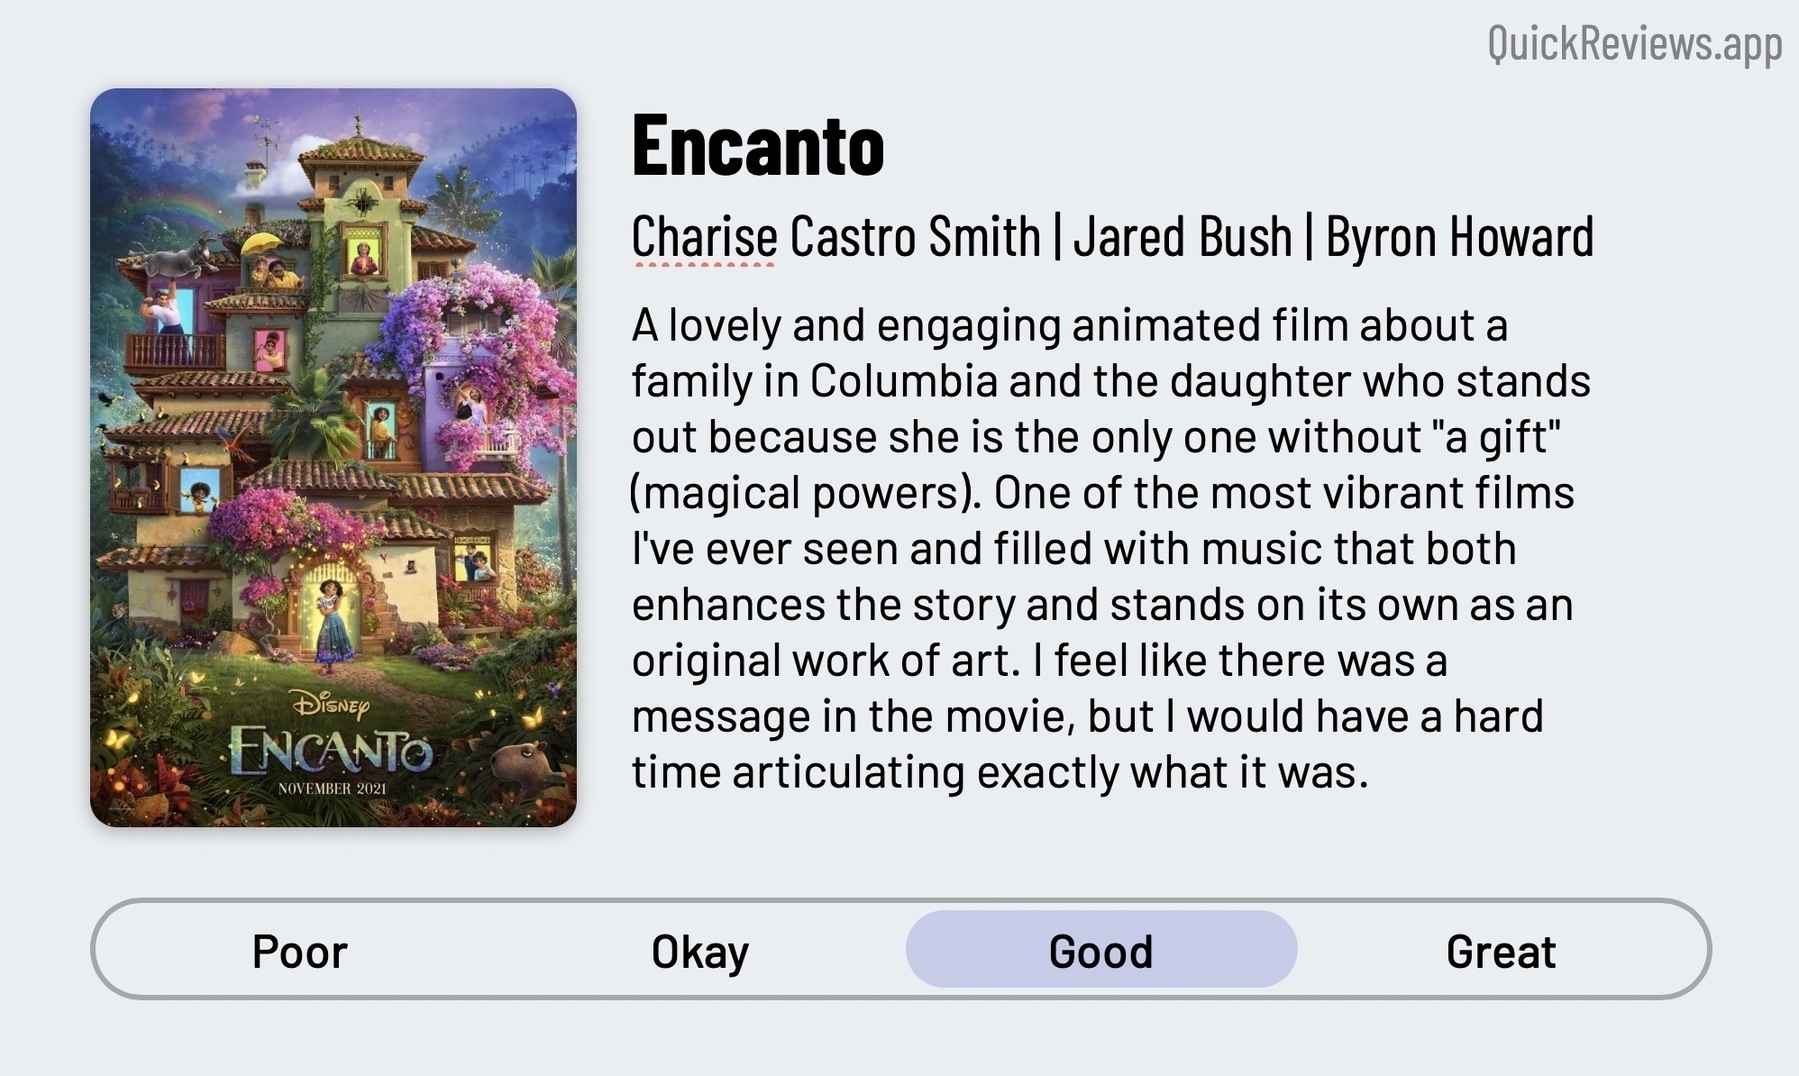 QuickReviews.app
Encanto
Charise Castro Smith | Jared Bush | Byron Howard
A lovely and engaging animated film about a
family in Columbia and the daughter who stands
out because she is the only one without "a gift"
(magical powers). One of the most vibrant films
I've ever seen and filled with music that both
enhances the story and stands on its own as an
original work of art. I feel like there was a
message in the movie, but I would have a hard
time articulating exactly what it was.
DISNEY
ENCANTO
NOVEMBER 2021
Poor
Okay
Good
Great